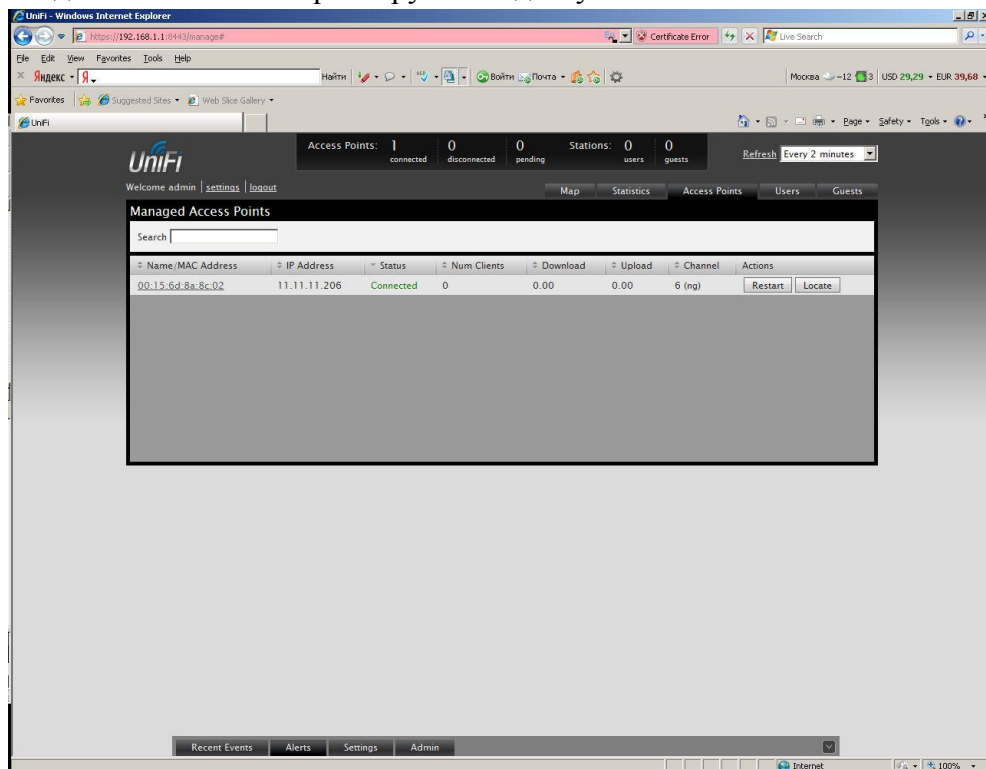 UniFi - Windows Internet Explorer
https://192.168.1.1:8443/manage#
Certificate Error
Live Search
File Edit View Favorites Tools Help
Яндекс Я Найти Войти Почта Москва -12 3 USD 29,29 EUR 39,68
Favorites Suggested Sites Web Slice Gallery
UniFi Page Safety Tools
UniFi
Access Points: 1 connected 0 disconnected 0 pending Stations: 0 users 0 guests
Refresh Every 2 minutes
Welcome admin settings logout
Map Statistics Access Points Users Guests
Managed Access Points
Search
Name/MAC Address IP Address Status Num Clients Download Upload Channel Actions
00:15:6d:8a:8c:02 11.11.11.206 Connected 0 0.00 0.00 6 (ng) Restart Locate
Recent Events Alerts Settings Admin
Internet 100%